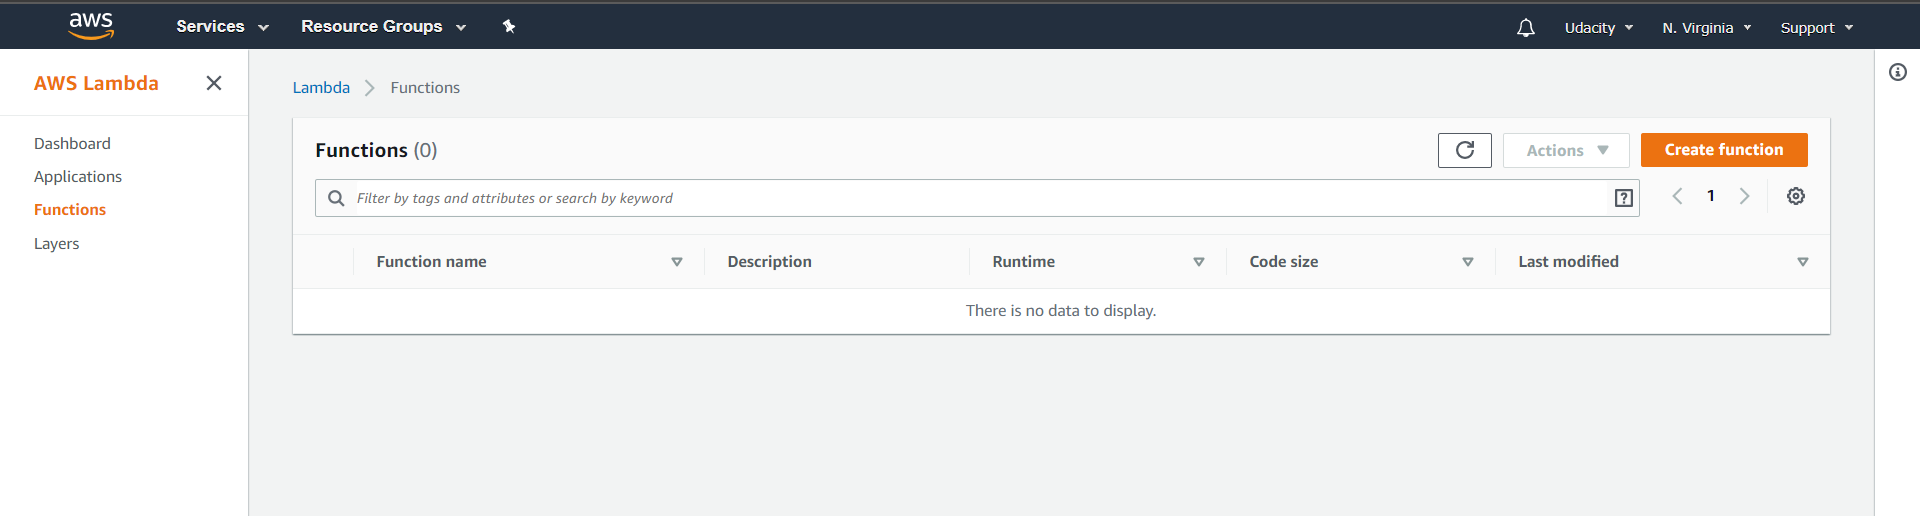 aws Services Resource Groups Udacity N. Virginia Support
AWS Lambda
Dashboard
Applications
Functions
Layers
Lambda Functions
Functions (0) Actions Create function
Filter by tags and attributes or search by keyword ? 1
Function name Description Runtime Code size Last modified
There is no data to display.